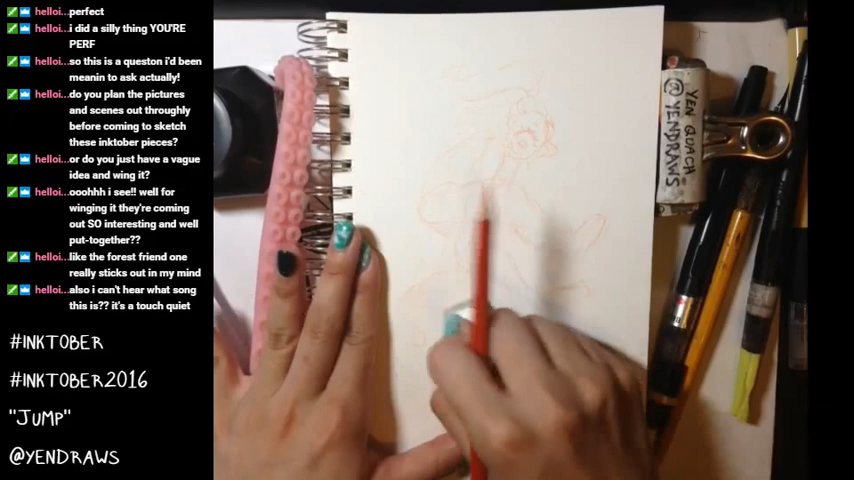 helloi... perfect
helloi... i did a silly thing YOU'RE
PERF
helloi... so this is a queston i'd been
meanin to ask actually!
helloi... do you plan the pictures
and scenes out throughly
before coming to sketch
these inktober pieces?
helloi... or do you just have a vague
idea and wing it?
helloi... ooohhh i see!! well for
winging it they're coming
out SO interesting and well
put-together??
helloi... like the forest friend one
really sticks out in my mind
helloi... also i can't hear what song
this is?? it's a touch quiet
#INKTOBER
#INKTOBER2016
"JUMP"
@YENDRAWS
YEN QUACH
@YENDRAWS